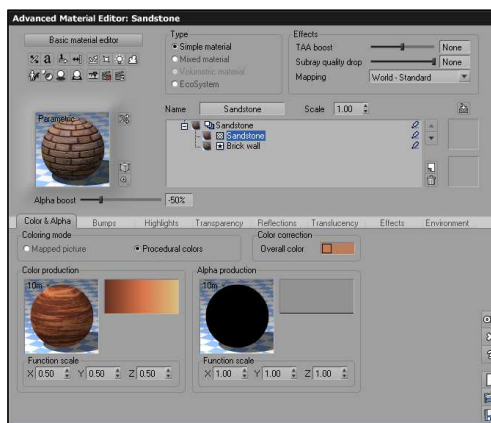 Advanced Material Editor: Sandstone
Basic material editor
Type
Simple material
Mixed material
Volumetric material
EcoSystem
Effects
TAA boost
None
Subray quality drop
None
Mapping
World - Standard
Parametric
Name
Sandstone
Scale
1.00
Sandstone
Sandstone
Brick wall
Alpha boost
-50%
Color & Alpha
Bumps
Highlights
Transparency
Reflections
Translucency
Effects
Environment
Coloring mode
Mapped picture
Procedural colors
Color correction
Overall color
Color production
10m
Function scale
X 0.50 Y 0.50 Z 0.50
Alpha production
10m
Function scale
X 1.00 Y 1.00 Z 1.00